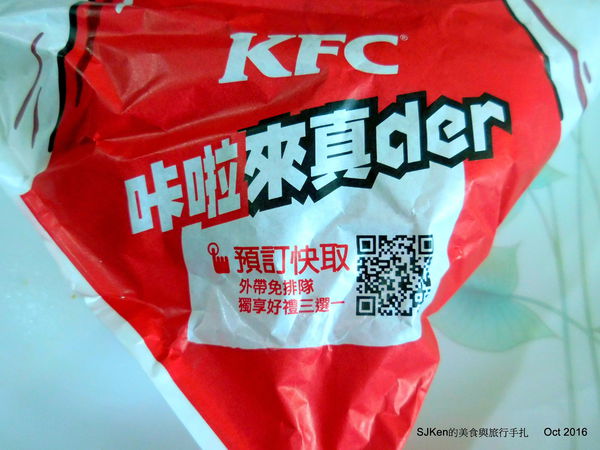 KFC®
咔啦來真der
預訂快取
外帶免排隊
獨享好禮三選一
SJKen的美食與旅行手扎 Oct 2016